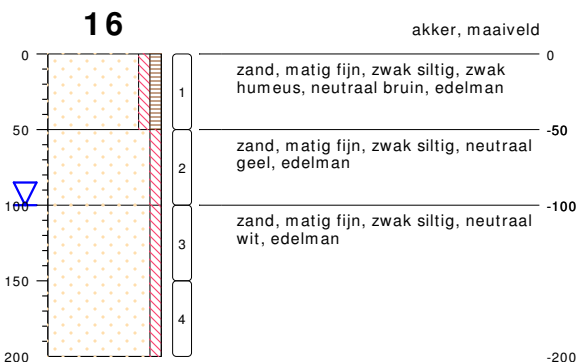 16
akker, maaiveld
0
0
zand, matig fijn, zwak siltig, zwak
humeus, neutraal bruin, edelman
1
50
-50
zand, matig fijn, zwak siltig, neutraal
geel, edelman
2
100
-100
zand, matig fijn, zwak siltig, neutraal
wit, edelman
3
150
4
200
-200